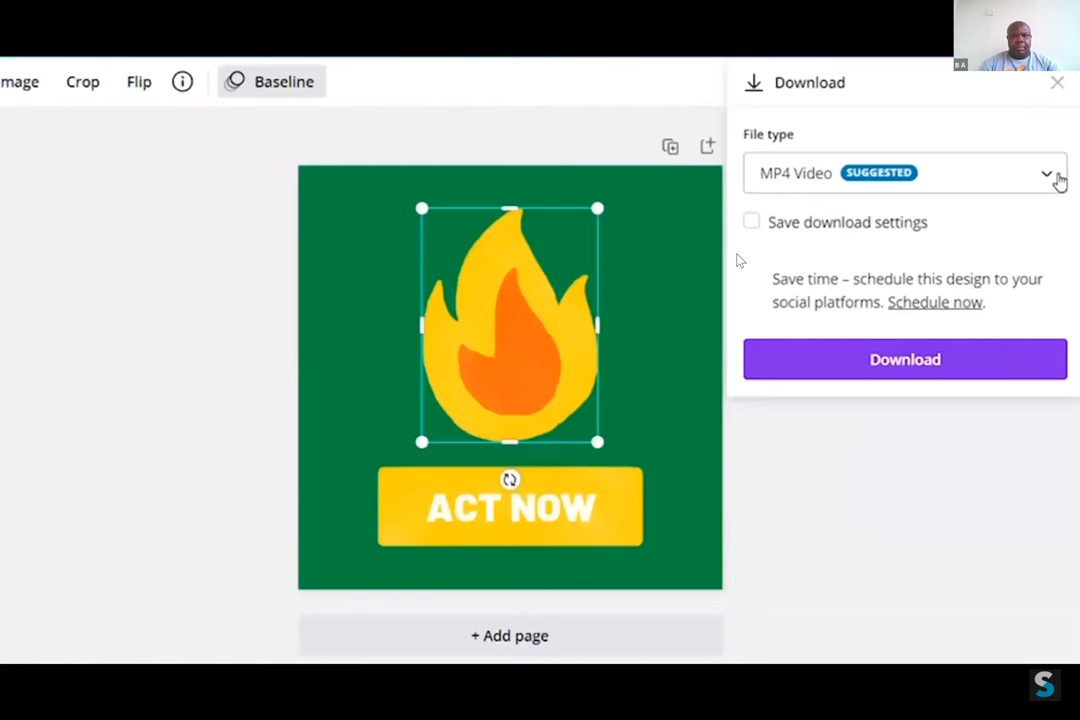 mage Crop Flip Baseline
BA
Download
File type
MP4 Video SUGGESTED
Save download settings
Save time – schedule this design to your
social platforms. Schedule now.
Download
ACT NOW
+ Add page